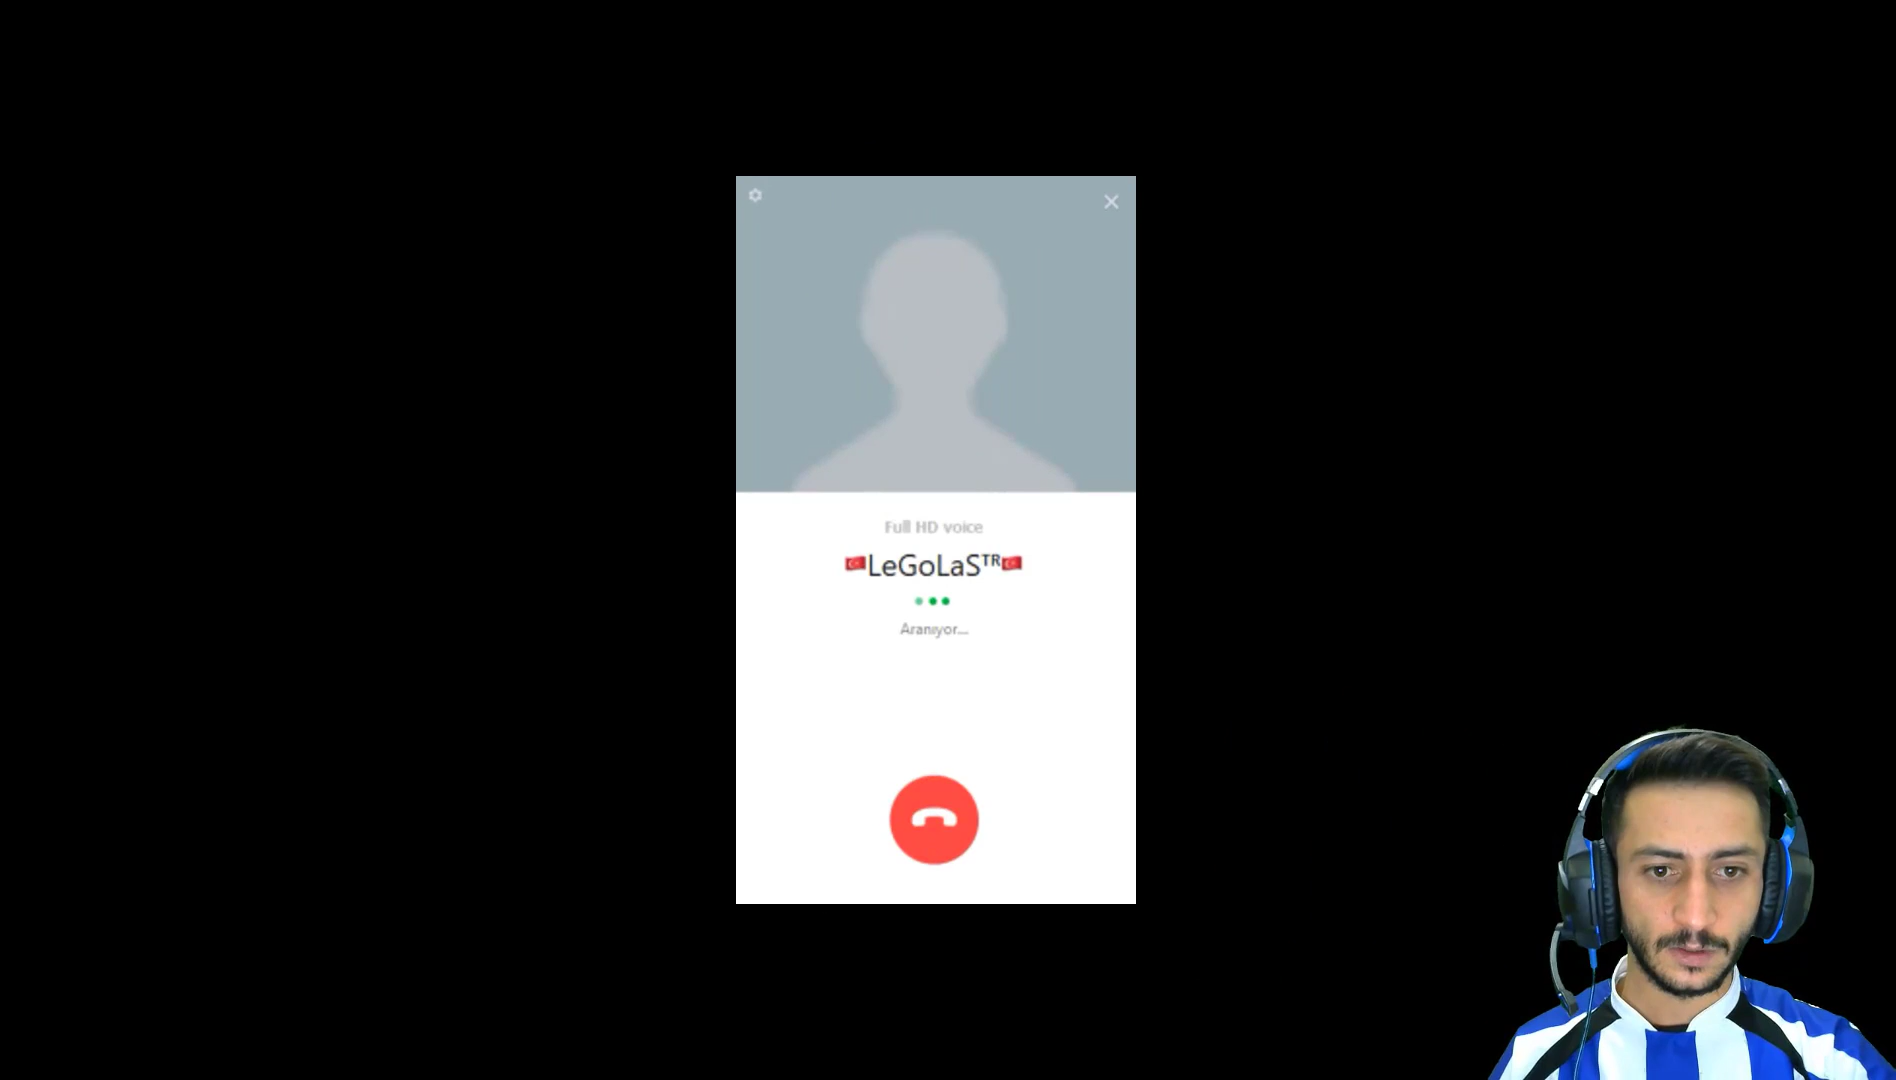 Full HD voice
🇹🇷LeGoLaSᵀᴿ🇹🇷
Aranıyor...